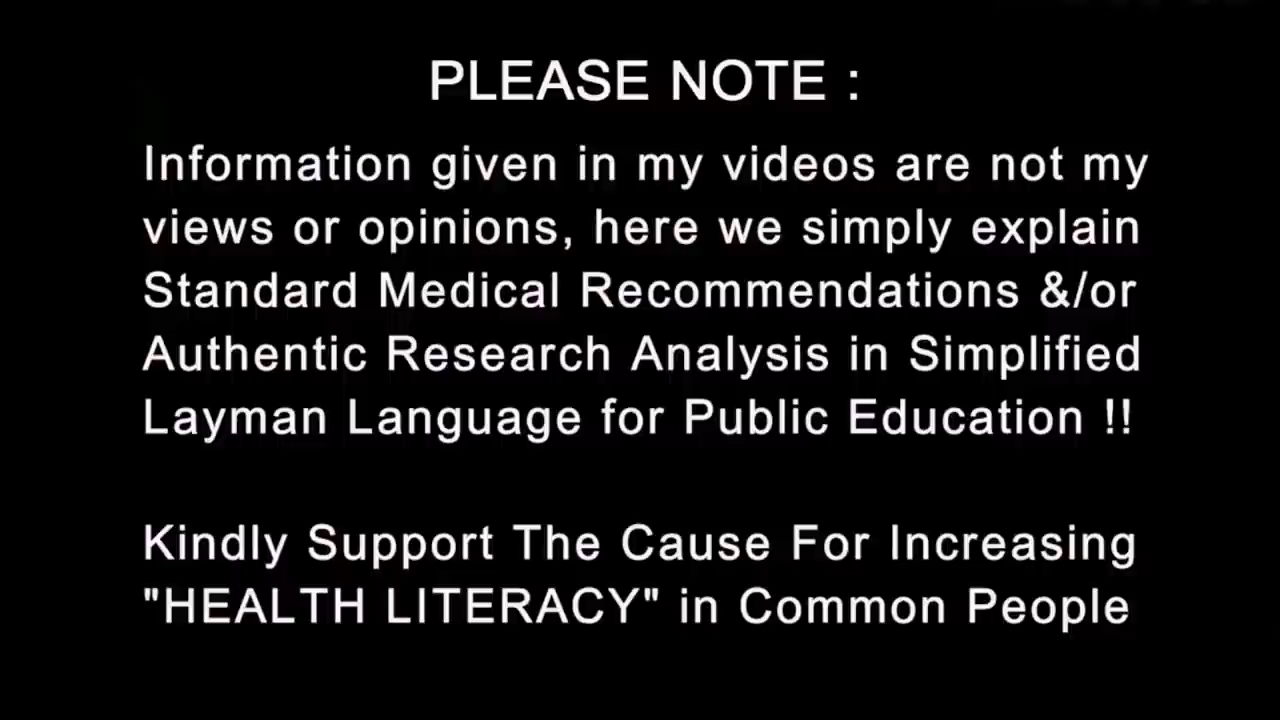 PLEASE NOTE :
Information given in my videos are not my
views or opinions, here we simply explain
Standard Medical Recommendations &/or
Authentic Research Analysis in Simplified
Layman Language for Public Education !!
Kindly Support The Cause For Increasing
"HEALTH LITERACY" in Common People